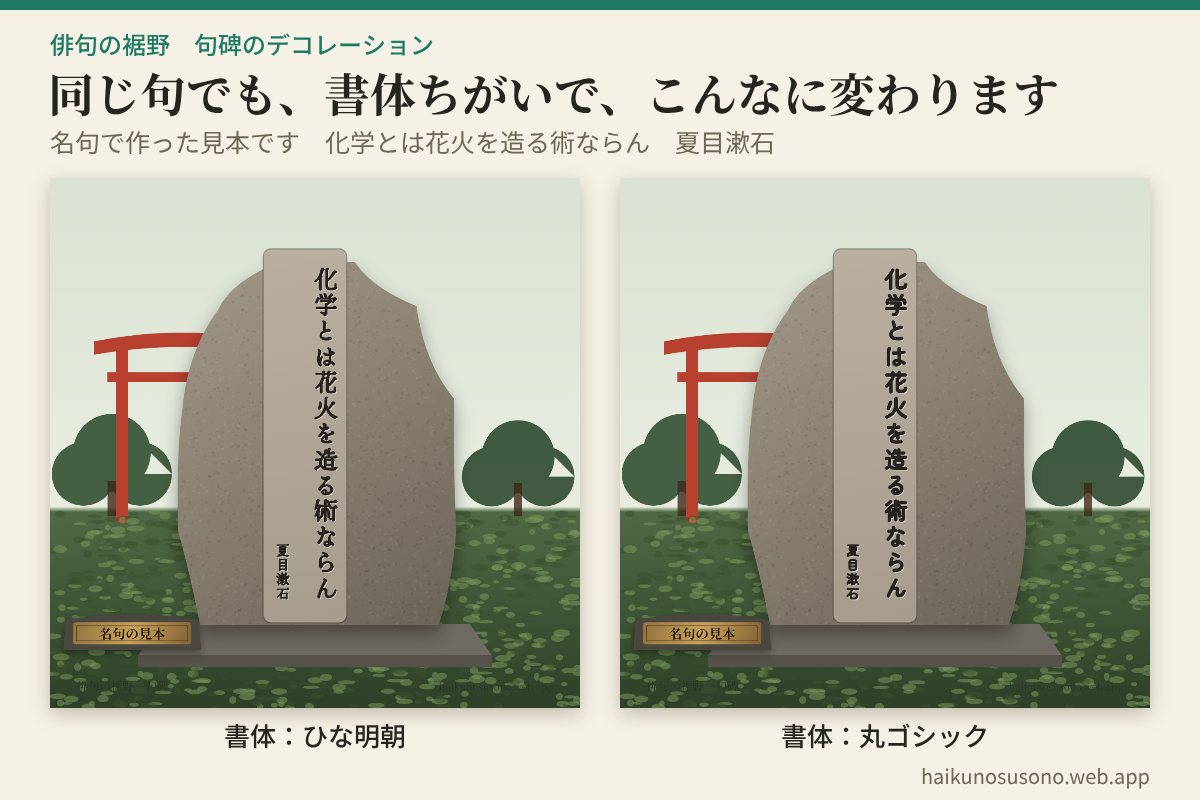 俳句の裾野　句碑のデコレーション
同じ句でも、書体ちがいで、こんなに変わります
名句で作った見本です　化学とは花火を造る術ならん　夏目漱石
化学とは花火を造る術ならん
夏目漱石
名句の見本
書体：ひな明朝
化学とは花火を造る術ならん
夏目漱石
名句の見本
書体：丸ゴシック
haikunosusono.web.app